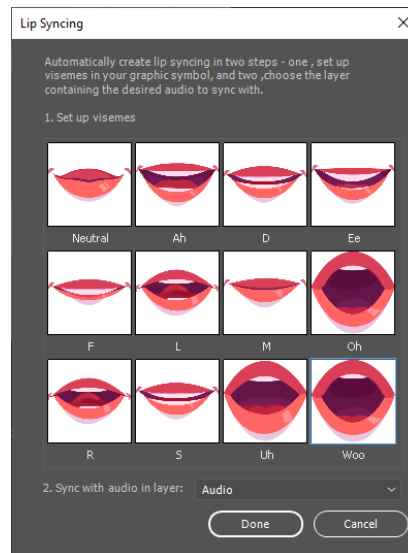 Lip Syncing
Automatically create lip syncing in two steps - one , set up
visemes in your graphic symbol, and two ,choose the layer
containing the desired audio to sync with.
1. Set up visemes
Neutral Ah D Ee
F L M Oh
R S Uh Woo
2. Sync with audio in layer: Audio
Done Cancel